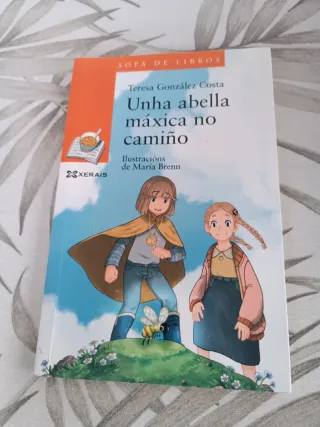 SOPA DE LIBROS
Teresa González Costa
Unha abella
máxica no
camiño
Ilustracións
de María Brenn
XERAIS